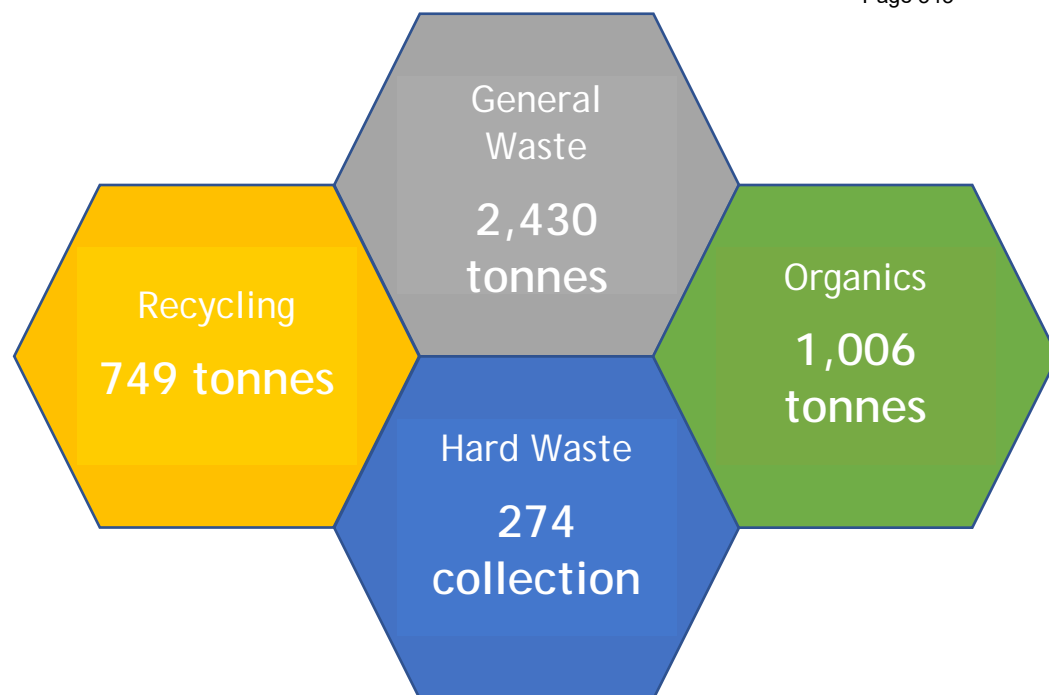 General
Waste
2,430
tonnes
Recycling
749 tonnes
Organics
1,006
tonnes
Hard Waste
274
collection